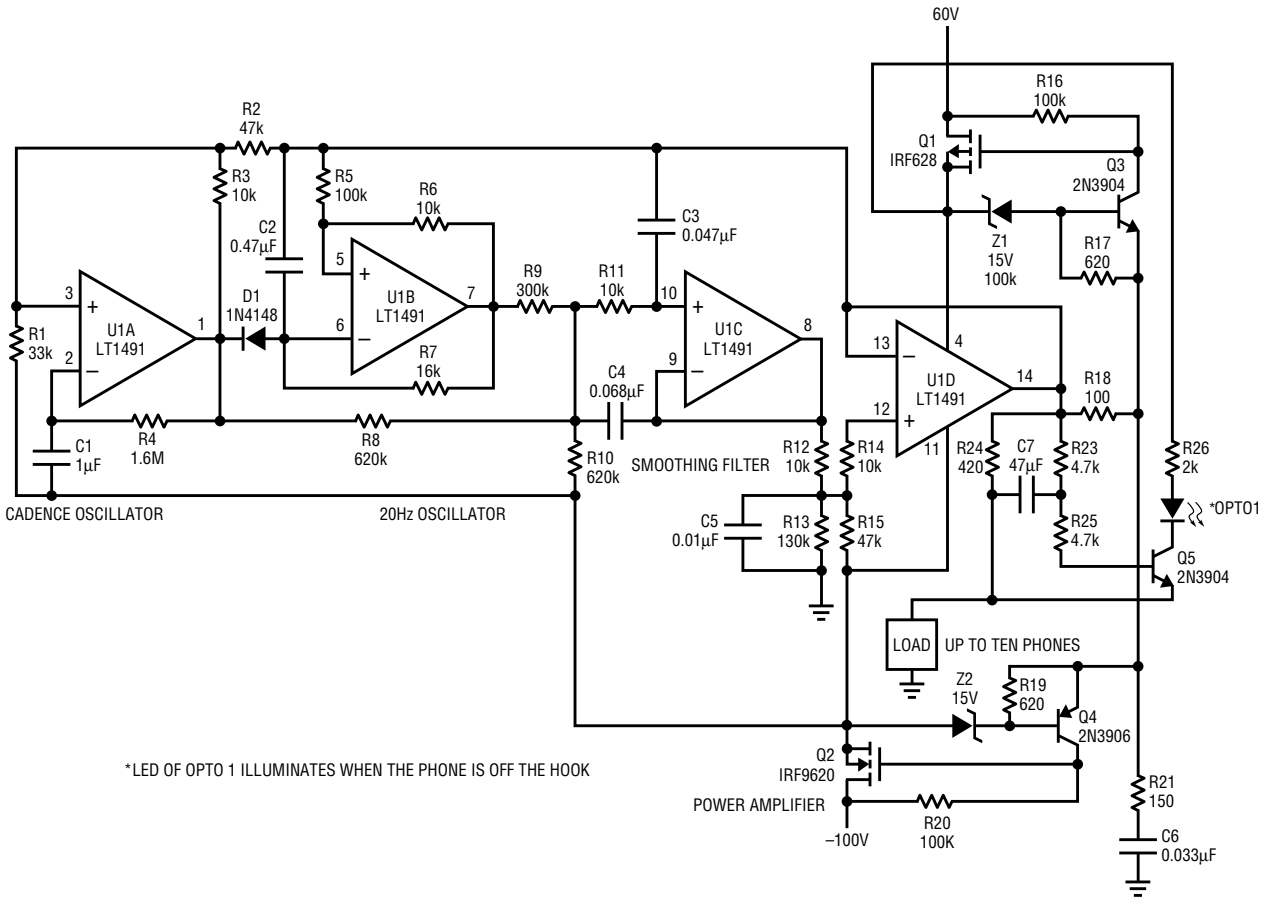 60V
R16
100k
Q1
IRF628
Q3
2N3904
R2
47k
R3
10k
R5
100k
R6
10k
C2
0.47µF
C3
0.047µF
Z1
15V
100k
R17
620
3
+
2
−
1
U1A
LT1491
R1
33k
D1
1N4148
5
+
6
−
7
U1B
LT1491
R7
16k
R9
300k
R11
10k
10
+
9
−
8
U1C
LT1491
C4
0.068µF
13
−
12
+
4
14
11
U1D
LT1491
R18
100
C1
1µF
R4
1.6M
R8
620k
R10
620k
SMOOTHING FILTER
R12
10k
R14
10k
R24
420
C7
47µF
R23
4.7k
R26
2k
*OPTO1
CADENCE OSCILLATOR
20Hz OSCILLATOR
C5
0.01µF
R13
130k
R15
47k
R25
4.7k
Q5
2N3904
LOAD
UP TO TEN PHONES
Z2
15V
R19
620
Q4
2N3906
*LED OF OPTO 1 ILLUMINATES WHEN THE PHONE IS OFF THE HOOK
Q2
IRF9620
POWER AMPLIFIER
R20
100K
–100V
R21
150
C6
0.033µF